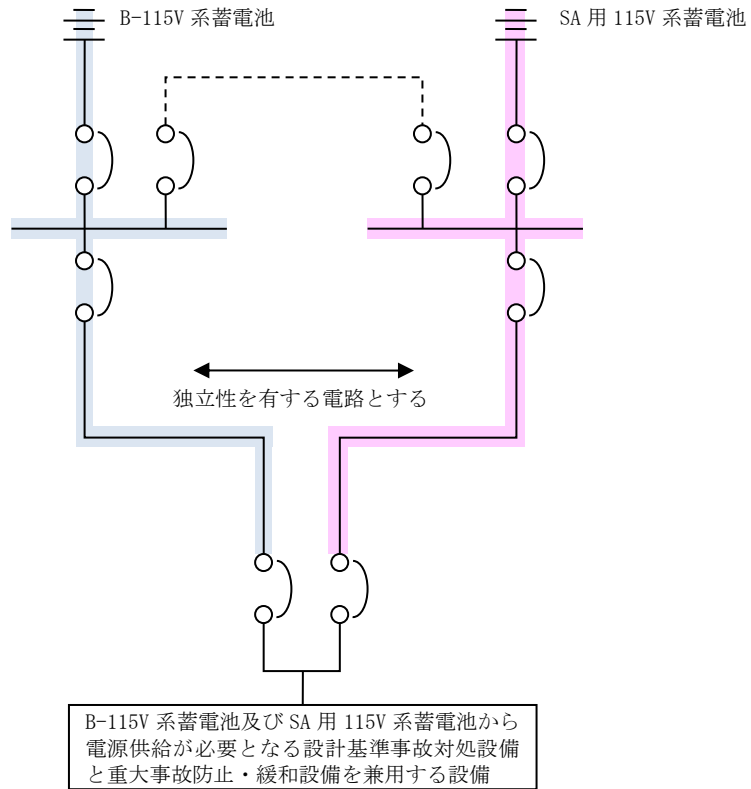 B-115V 系蓄電池
SA 用 115V 系蓄電池
独立性を有する電路とする
B-115V 系蓄電池及び SA 用 115V 系蓄電池から
電源供給が必要となる設計基準事故対処設備
と重大事故防止・緩和設備を兼用する設備